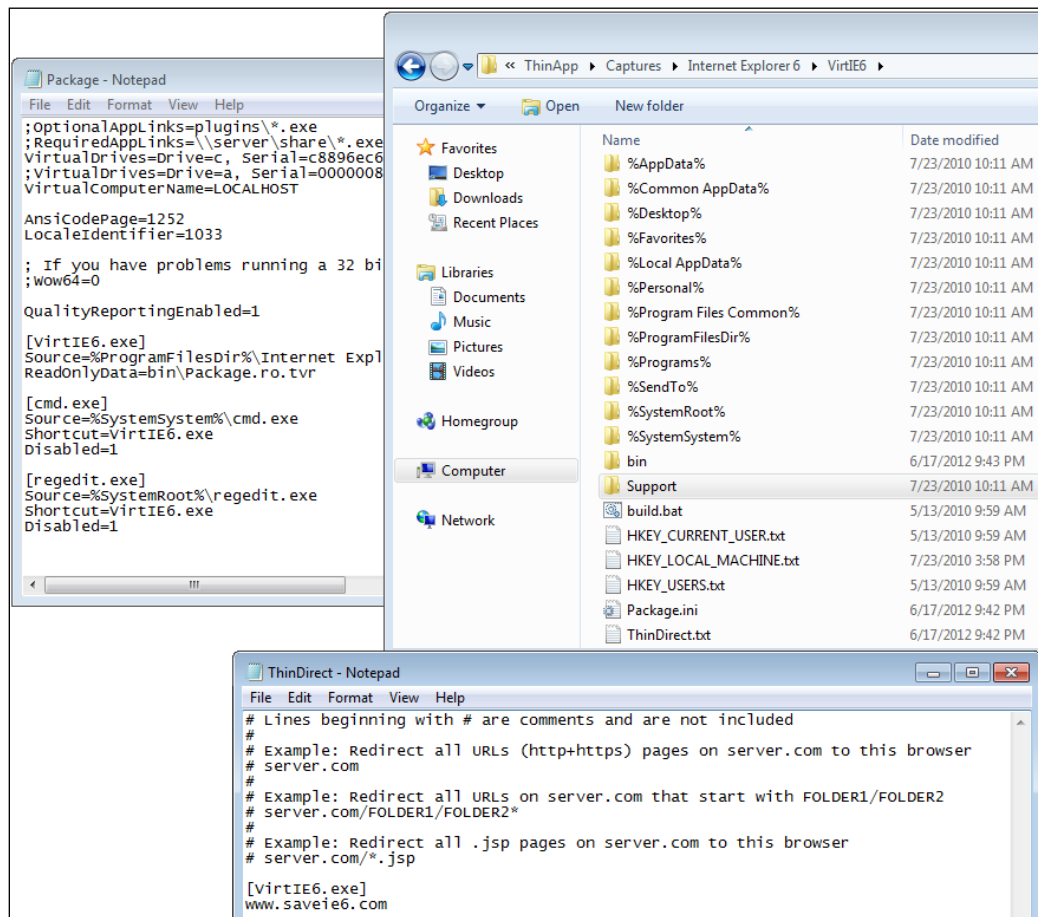 Package - Notepad
File Edit Format View Help
;OptionalAppLinks=plugins\*.exe
;RequiredAppLinks=\\server\share\*.exe
VirtualDrives=Drive=c, Serial=c8896ec6
;VirtualDrives=Drive=a, Serial=0000008
VirtualComputerName=LOCALHOST
AnsiCodePage=1252
LocaleIdentifier=1033
; If you have problems running a 32 bi
;wow64=0
QualityReportingEnabled=1
[VirtIE6.exe]
Source=%ProgramFilesDir%\Internet Expl
ReadOnlyData=bin\Package.ro.tvr
[cmd.exe]
Source=%SystemSystem%\cmd.exe
Shortcut=VirtIE6.exe
Disabled=1
[regedit.exe]
Source=%SystemRoot%\regedit.exe
Shortcut=VirtIE6.exe
Disabled=1
« ThinApp Captures Internet Explorer 6 VirtIE6
Organize Open New folder
Favorites
Desktop
Downloads
Recent Places
Libraries
Documents
Music
Pictures
Videos
Homegroup
Computer
Network
Name Date modified
%AppData% 7/23/2010 10:11 AM
%Common AppData% 7/23/2010 10:11 AM
%Desktop% 7/23/2010 10:11 AM
%Favorites% 7/23/2010 10:11 AM
%Local AppData% 7/23/2010 10:11 AM
%Personal% 7/23/2010 10:11 AM
%Program Files Common% 7/23/2010 10:11 AM
%ProgramFilesDir% 7/23/2010 10:11 AM
%Programs% 7/23/2010 10:11 AM
%SendTo% 7/23/2010 10:11 AM
%SystemRoot% 7/23/2010 10:11 AM
%SystemSystem% 7/23/2010 10:11 AM
bin 6/17/2012 9:43 PM
Support 7/23/2010 10:11 AM
build.bat 5/13/2010 9:59 AM
HKEY_CURRENT_USER.txt 5/13/2010 9:59 AM
HKEY_LOCAL_MACHINE.txt 7/23/2010 3:58 PM
HKEY_USERS.txt 5/13/2010 9:59 AM
Package.ini 6/17/2012 9:42 PM
ThinDirect.txt 6/17/2012 9:42 PM
ThinDirect - Notepad
File Edit Format View Help
# Lines beginning with # are comments and are not included
#
# Example: Redirect all URLs (http+https) pages on server.com to this browser
# server.com
#
# Example: Redirect all URLs on server.com that start with FOLDER1/FOLDER2
# server.com/FOLDER1/FOLDER2*
#
# Example: Redirect all .jsp pages on server.com to this browser
# server.com/*.jsp
[VirtIE6.exe]
www.saveie6.com